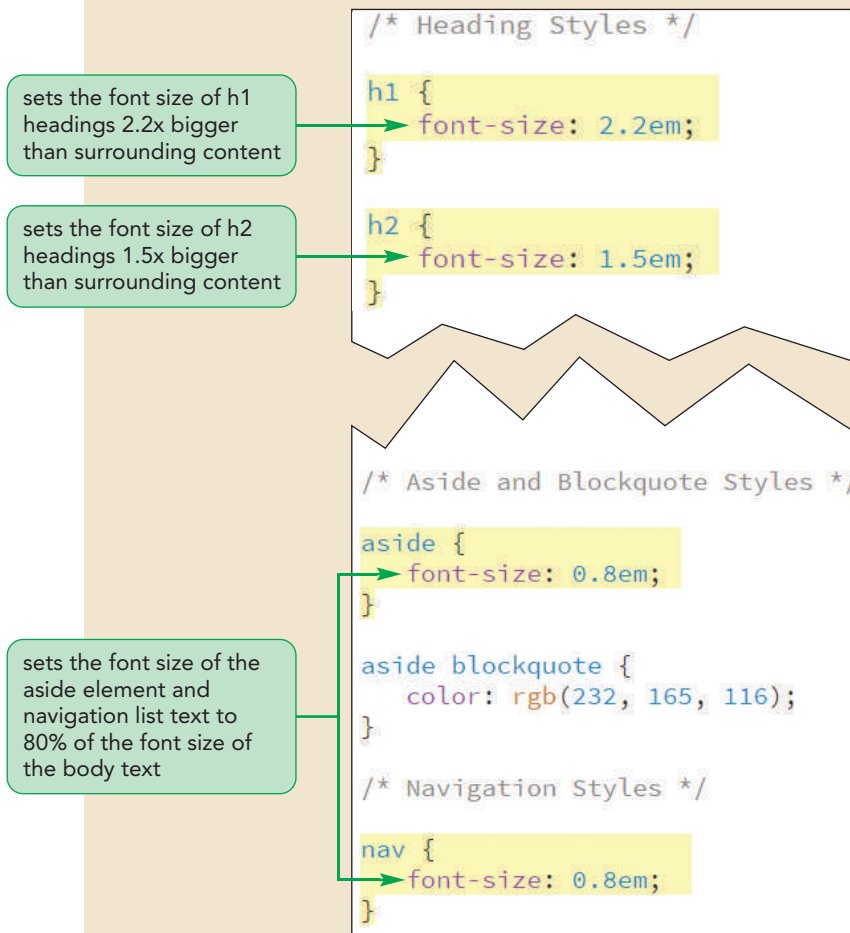 /* Heading Styles */
sets the font size of h1
headings 2.2x bigger
than surrounding content
h1 {
font-size: 2.2em;
}
sets the font size of h2
headings 1.5x bigger
than surrounding content
h2 {
font-size: 1.5em;
}
/* Aside and Blockquote Styles */
aside {
font-size: 0.8em;
}
sets the font size of the
aside element and
navigation list text to
80% of the font size of
the body text
aside blockquote {
color: rgb(232, 165, 116);
}
/* Navigation Styles */
nav {
font-size: 0.8em;
}